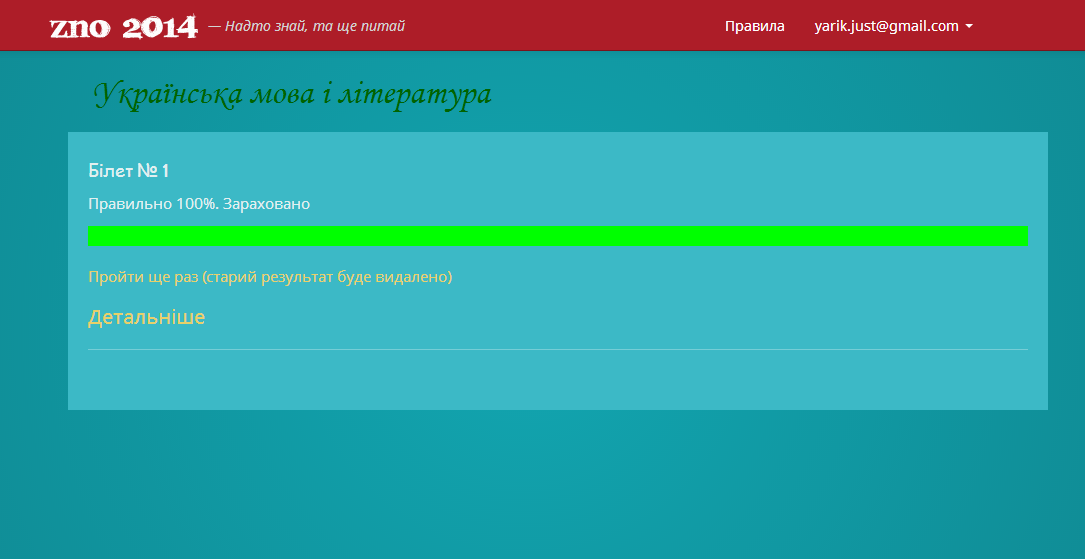 zno 2014 — Надто знай, та ще питай Правила yarik.just@gmail.com
Українська мова і література
Білет № 1
Правильно 100%. Зараховано
Пройти ще раз (старий результат буде видалено)
Детальніше